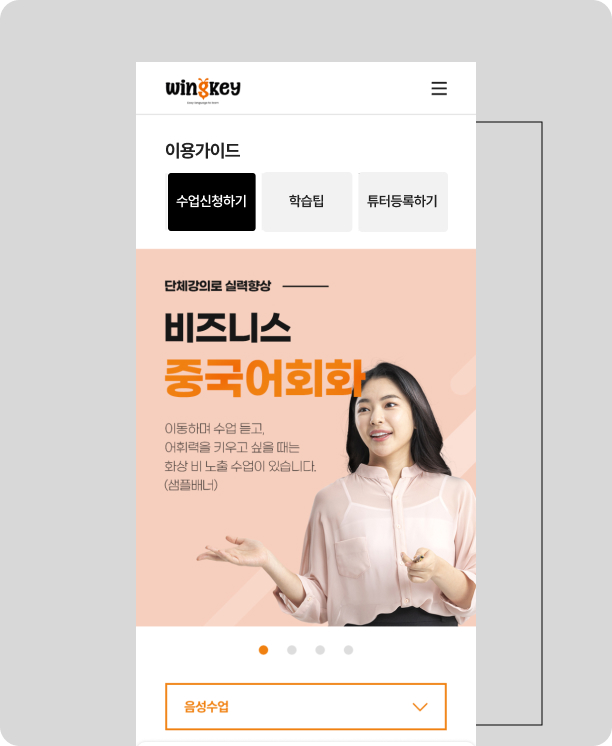 wingkey
이용가이드
수업신청하기
학습팁
튜터등록하기
단체강의로 실력향상
비즈니스
중국어회화
이동하며 수업 듣고,
어휘력을 키우고 싶을 때는
화상 비 노출 수업이 있습니다.
(샘플배너)
음성수업